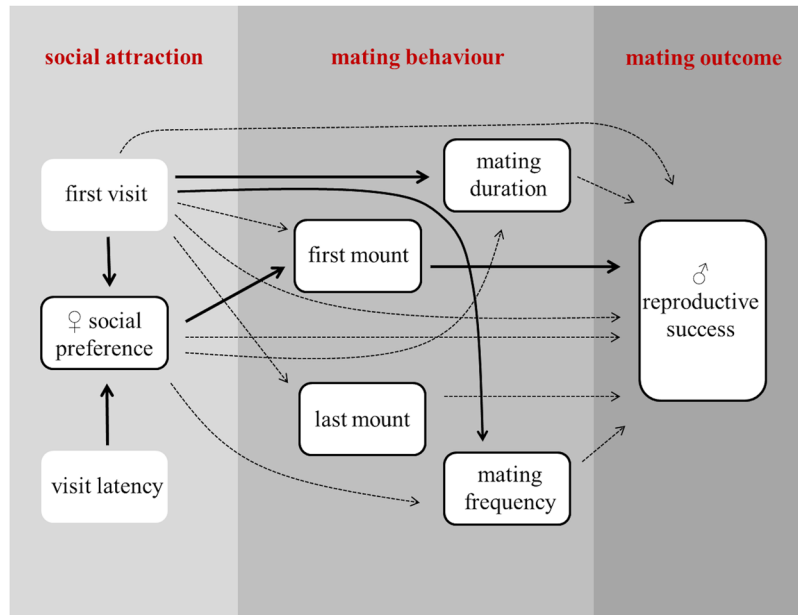 social attraction
mating behaviour
mating outcome
first visit
mating
duration
first mount
♂
reproductive
success
♀ social
preference
last mount
visit latency
mating
frequency